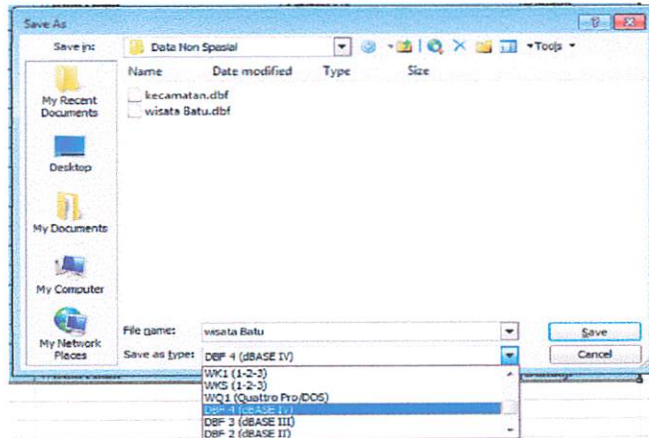 Save As
Save in: Data Non Spasial Tools
Name Date modified Type Size
kecamatan.dbf
wisata Batu.dbf
My Recent Documents
Desktop
My Documents
My Computer
My Network Places
File name: wisata Batu Save
Save as type: DBF 4 (dBASE IV) Cancel
WK1 (1-2-3)
WKS (1-2-3)
WQ1 (Quattro Pro/DOS)
DBF 4 (dBASE IV)
DBF 3 (dBASE III)
DBF 2 (dBASE II)